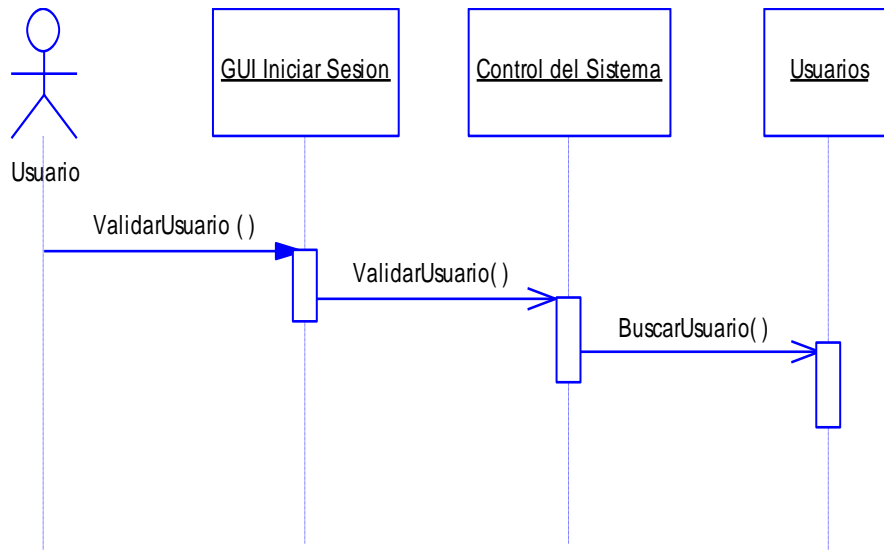 GUI Iniciar Sesion
Control del Sistema
Usuarios
Usuario
ValidarUsuario ( )
ValidarUsuario( )
BuscarUsuario( )